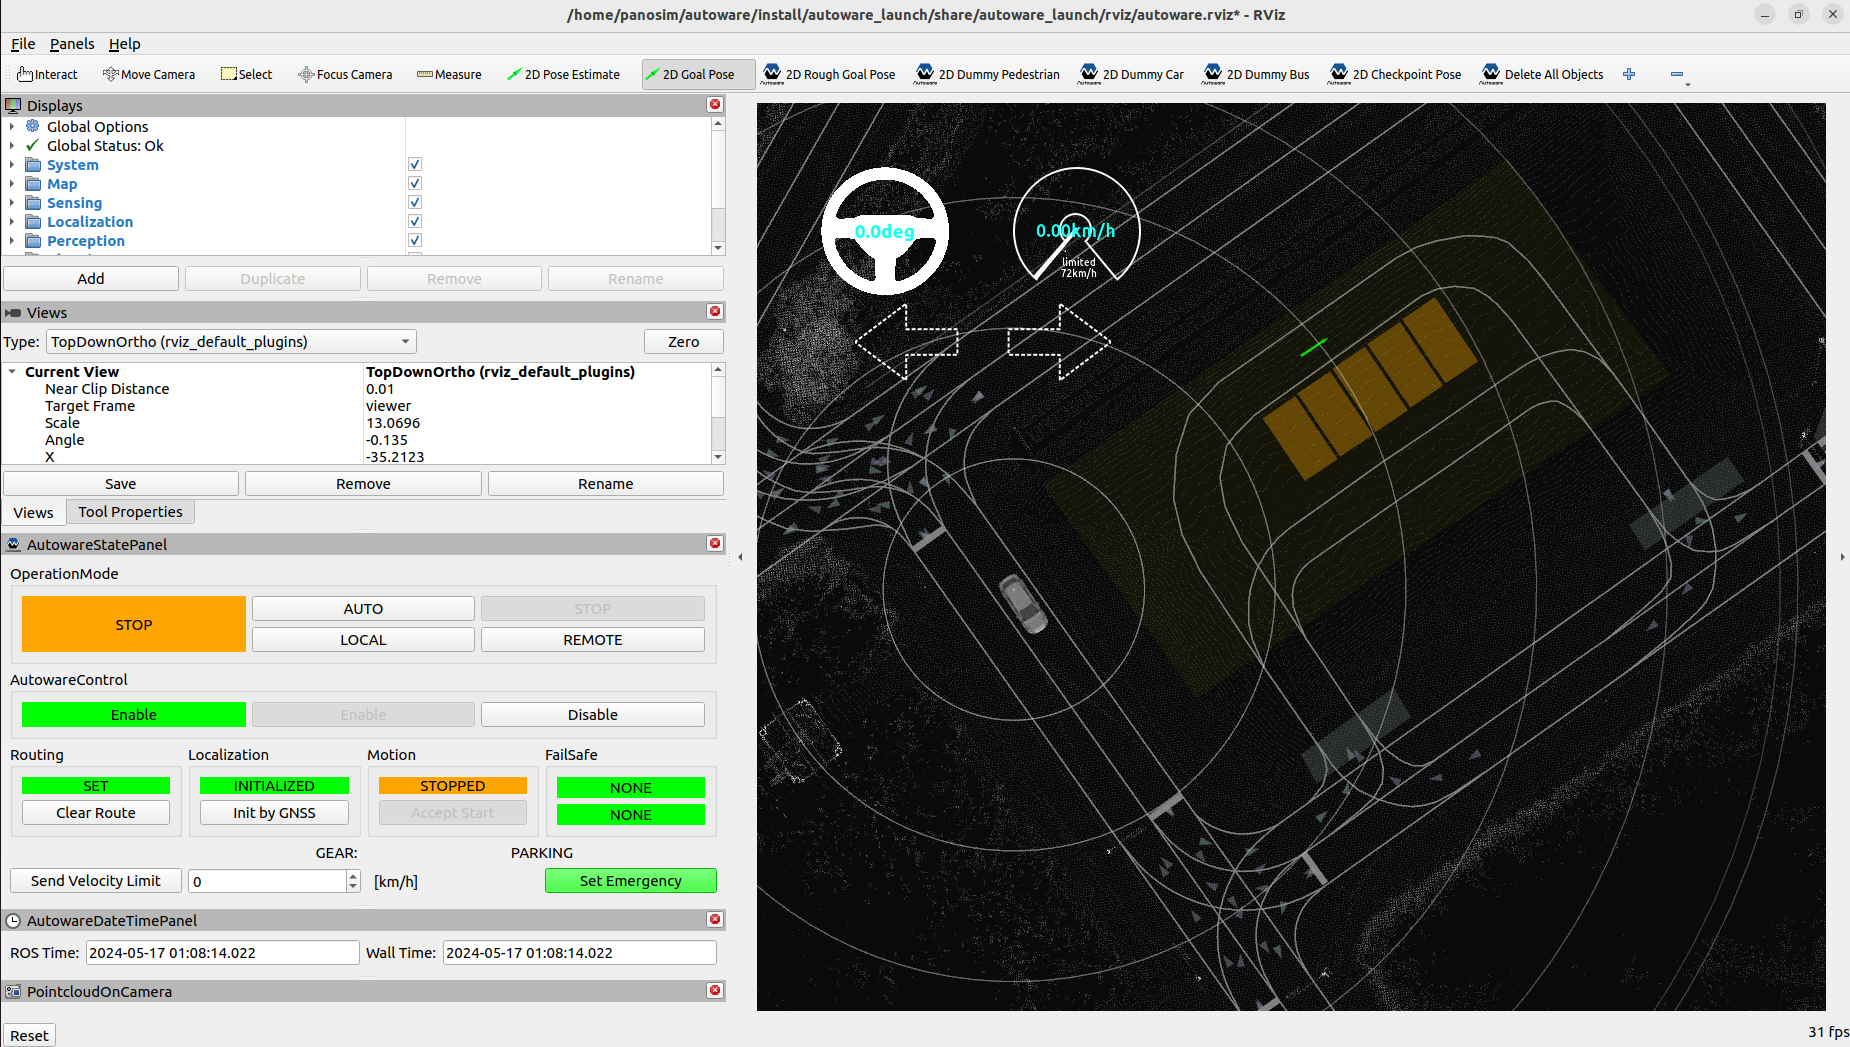 /home/panosim/autoware/install/autoware_launch/share/autoware_launch/rviz/autoware.rviz* - RViz
File Panels Help
Interact Move Camera Select Focus Camera Measure 2D Pose Estimate 2D Goal Pose 2D Rough Goal Pose 2D Dummy Pedestrian 2D Dummy Car 2D Dummy Bus 2D Checkpoint Pose Delete All Objects
Displays
Global Options
Global Status: Ok
System
Map
Sensing
Localization
Perception
Add Duplicate Remove Rename
Views
Type: TopDownOrtho (rviz_default_plugins) Zero
Current View TopDownOrtho (rviz_default_plugins)
Near Clip Distance 0.01
Target Frame viewer
Scale 13.0696
Angle -0.135
X -35.2123
Save Remove Rename
Views Tool Properties
AutowareStatePanel
OperationMode
STOP AUTO STOP
LOCAL REMOTE
AutowareControl
Enable Enable Disable
Routing Localization Motion FailSafe
SET INITIALIZED STOPPED NONE
Clear Route Init by GNSS Accept Start NONE
GEAR: PARKING
Send Velocity Limit 0 [km/h] Set Emergency
AutowareDateTimePanel
ROS Time: 2024-05-17 01:08:14.022 Wall Time: 2024-05-17 01:08:14.022
PointcloudOnCamera
Reset
0.0deg 0.00km/h
limited
72km/h
31 fps